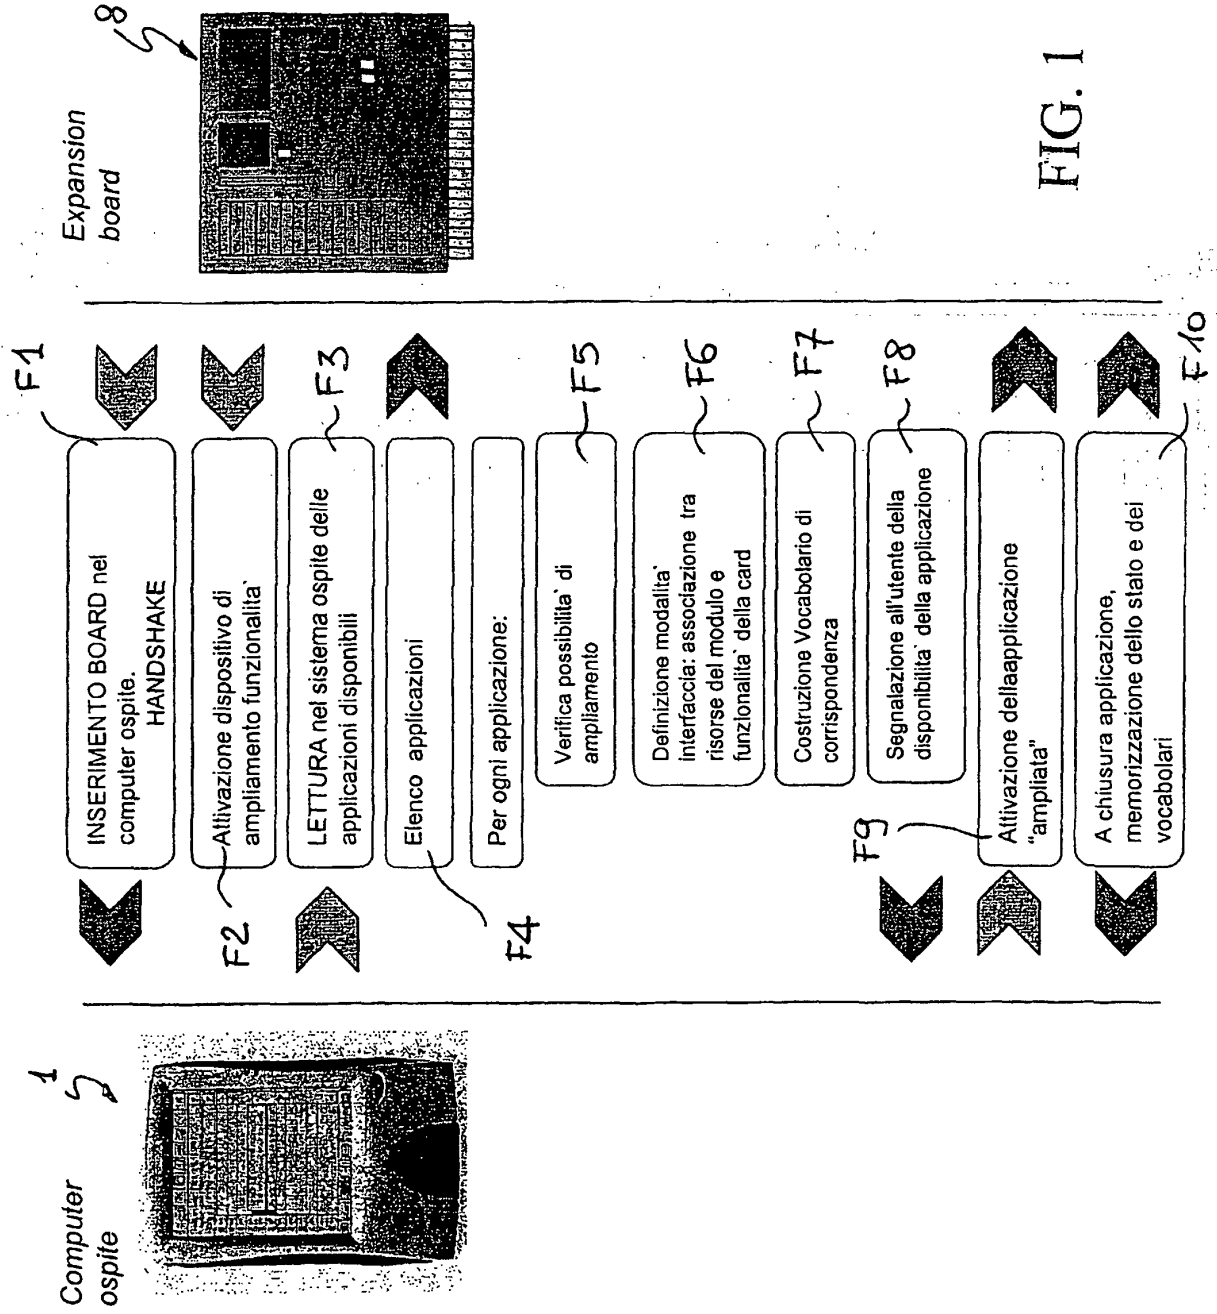 Computer
ospite
1
Expansion
board
8
F1
INSERIMENTO BOARD nel
computer ospite.
HANDSHAKE
F2
Attivazione dispositivo di
ampliamento funzionalita`
F3
LETTURA nel sistema ospite delle
applicazioni disponibili
F4
Elenco applicazioni
Per ogni applicazione:
F5
Verifica possibilita` di
ampliamento
F6
Definizione modalita`
interfaccia: associazione tra
risorse del modulo e
funzionalita` della card
F7
Costruzione Vocabolario di
corrispondenza
F8
Segnalazione all'utente della
disponibilita` della applicazione
F9
Attivazione dellaapplicazione
“ampliata”
F10
A chiusura applicazione,
memorizzazione dello stato e dei
vocabolari
FIG. 1